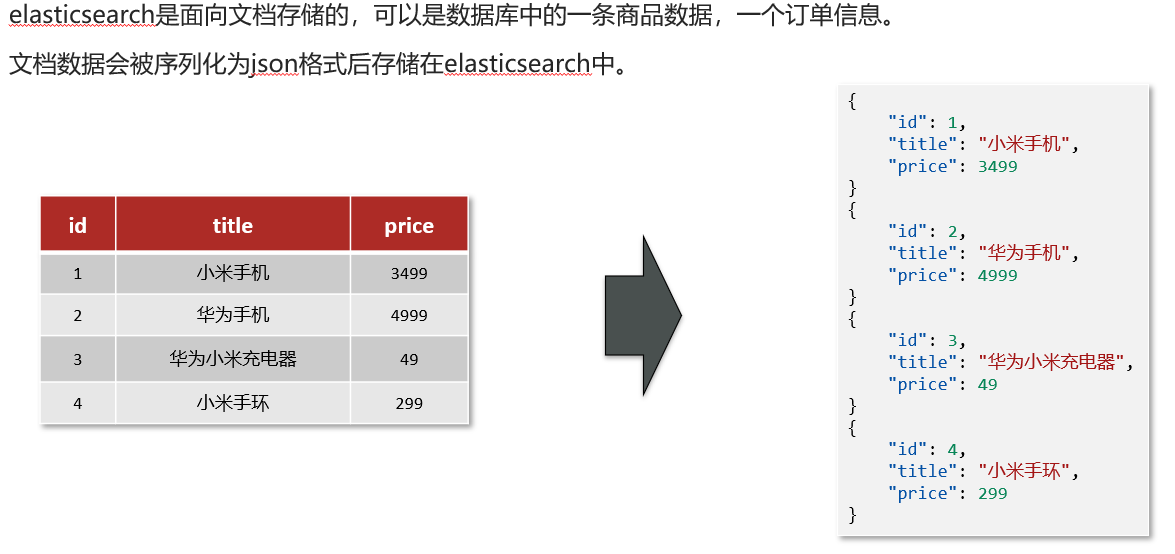 elasticsearch是面向文档存储的，可以是数据库中的一条商品数据，一个订单信息。
文档数据会被序列化为json格式后存储在elasticsearch中。
id title price
1 小米手机 3499
2 华为手机 4999
3 华为小米充电器 49
4 小米手环 299
{
"id": 1,
"title": "小米手机",
"price": 3499
}
{
"id": 2,
"title": "华为手机",
"price": 4999
}
{
"id": 3,
"title": "华为小米充电器",
"price": 49
}
{
"id": 4,
"title": "小米手环",
"price": 299
}